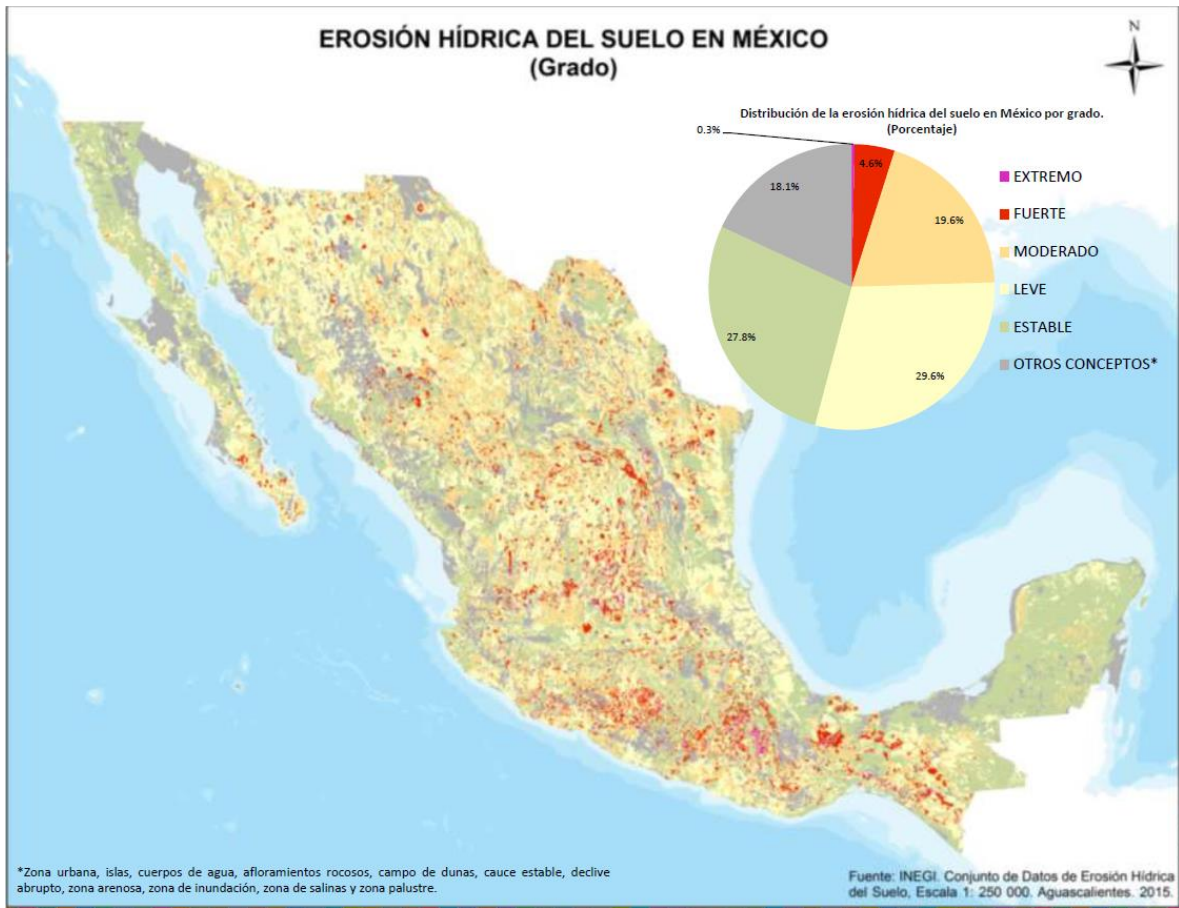 EROSIÓN HÍDRICA DEL SUELO EN MÉXICO
(Grado)
N
Distribución de la erosión hídrica del suelo en México por grado.
(Porcentaje)
0.3%
4.6%
18.1%
19.6%
27.8%
29.6%
EXTREMO
FUERTE
MODERADO
LEVE
ESTABLE
OTROS CONCEPTOS*
*Zona urbana, islas, cuerpos de agua, afloramientos rocosos, campo de dunas, cauce estable, declive
abrupto, zona arenosa, zona de inundación, zona de salinas y zona palustre.
Fuente: INEGI. Conjunto de Datos de Erosión Hídrica
del Suelo, Escala 1: 250 000. Aguascalientes. 2015.